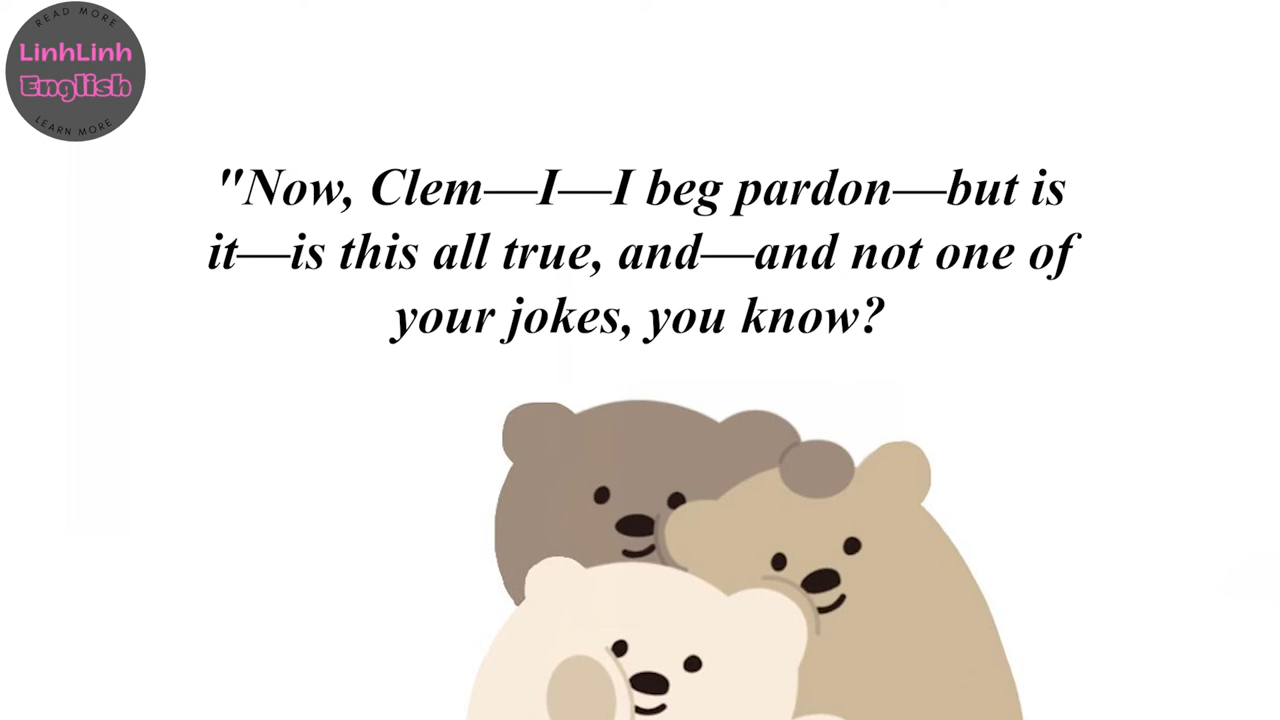 READ MORE
LinhLinh
English
LEARN MORE
"Now, Clem—I—I beg pardon—but is
it—is this all true, and—and not one of
your jokes, you know?